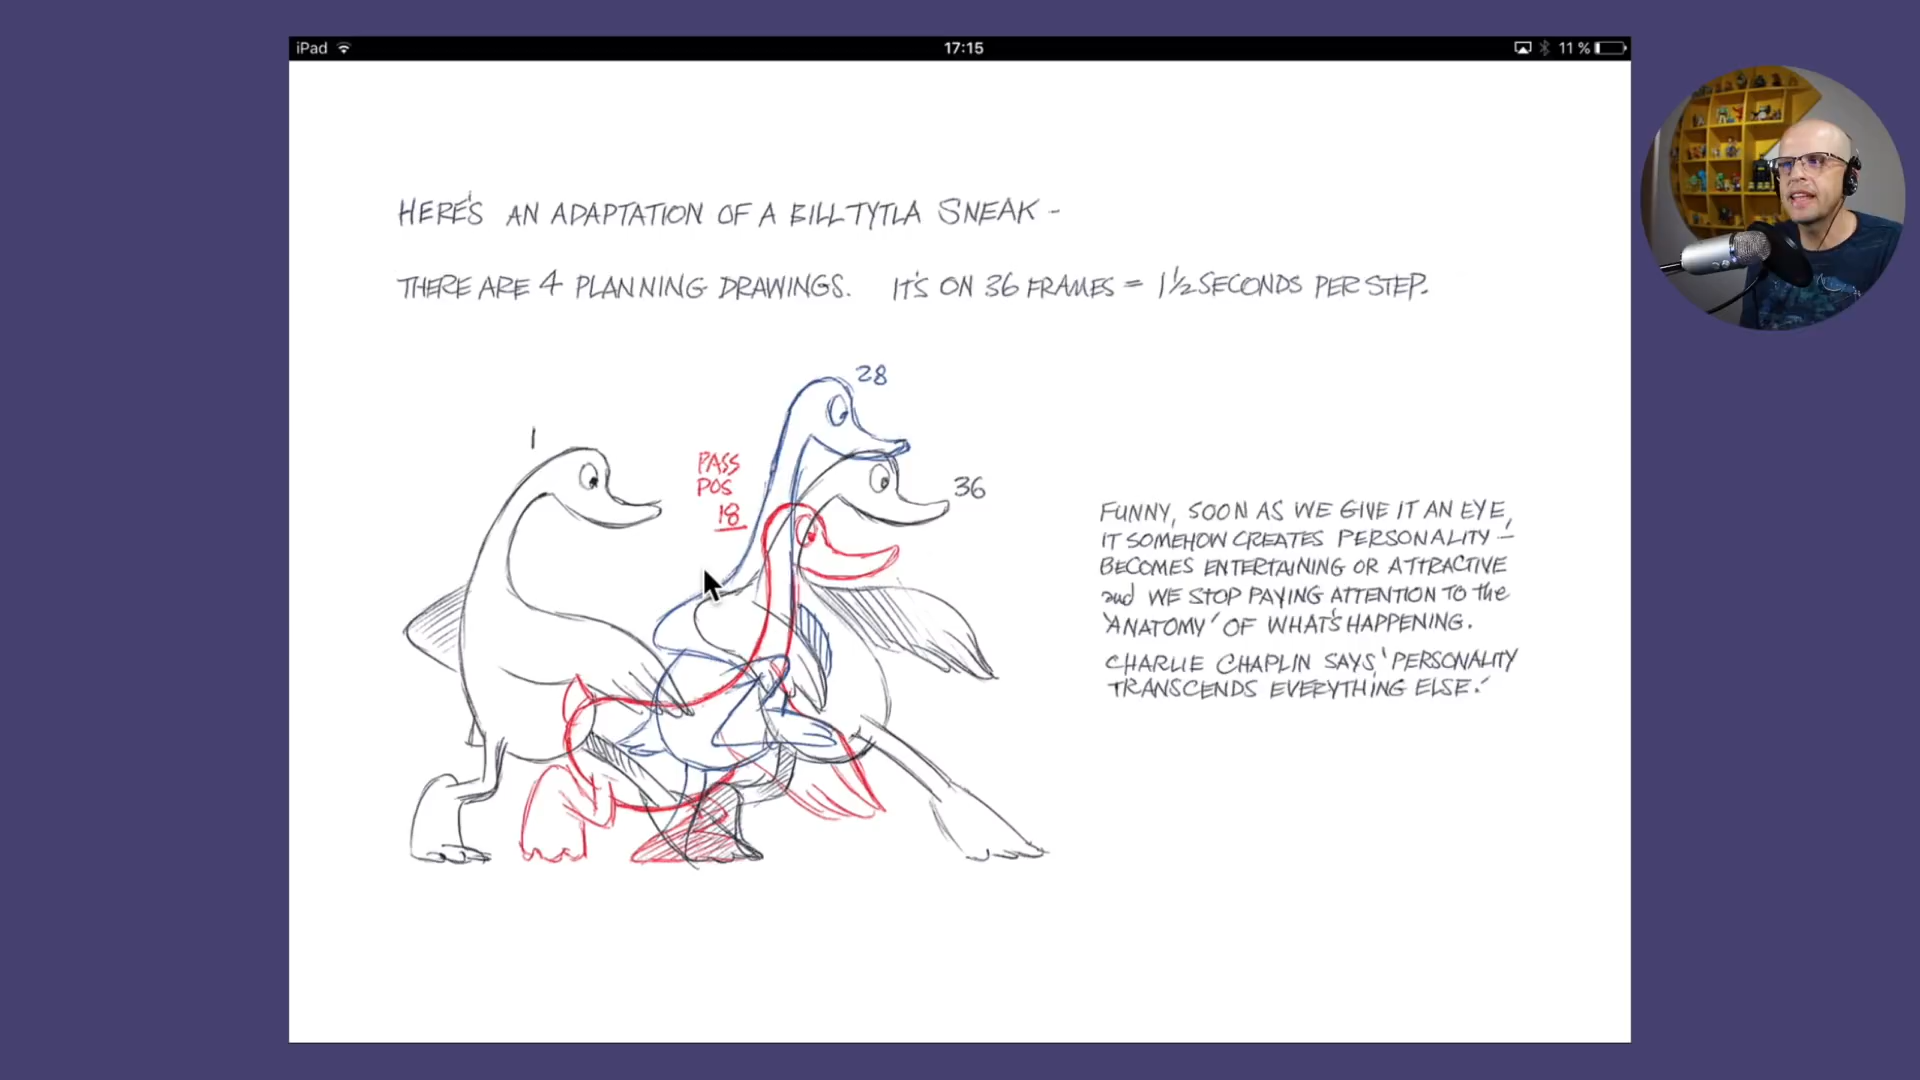 iPad
17:15
11 %
HERE'S AN ADAPTATION OF A BILL TYTLA SNEAK -
THERE ARE 4 PLANNING DRAWINGS. IT'S ON 36 FRAMES = 1 1/2 SECONDS PER STEP.
28
1
PASS
POS
18
36
FUNNY, SOON AS WE GIVE IT AN EYE,
IT SOMEHOW CREATES PERSONALITY —
BECOMES ENTERTAINING OR ATTRACTIVE
and WE STOP PAYING ATTENTION TO the
'ANATOMY' OF WHAT'S HAPPENING.
CHARLIE CHAPLIN SAYS, 'PERSONALITY
TRANSCENDS EVERYTHING ELSE.'